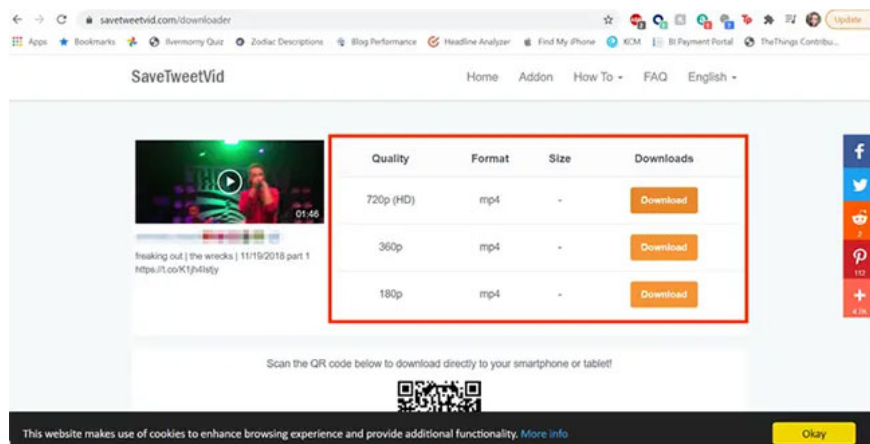 savetweetvid.com/downloader
Update
Apps Bookmarks Ilvermorny Quiz Zodiac Descriptions Blog Performance Headline Analyzer Find My iPhone KCM BI Payment Portal TheThings Contribu...
SaveTweetVid
Home Addon How To FAQ English
Quality Format Size Downloads
720p (HD) mp4 - Download
01:46
360p mp4 - Download
freaking out | the wrecks | 11/19/2018 part 1
180p mp4 - Download
2
112
4.7K
Scan the QR code below to download directly to your smartphone or tablet!
This website makes use of cookies to enhance browsing experience and provide additional functionality. More info
Okay